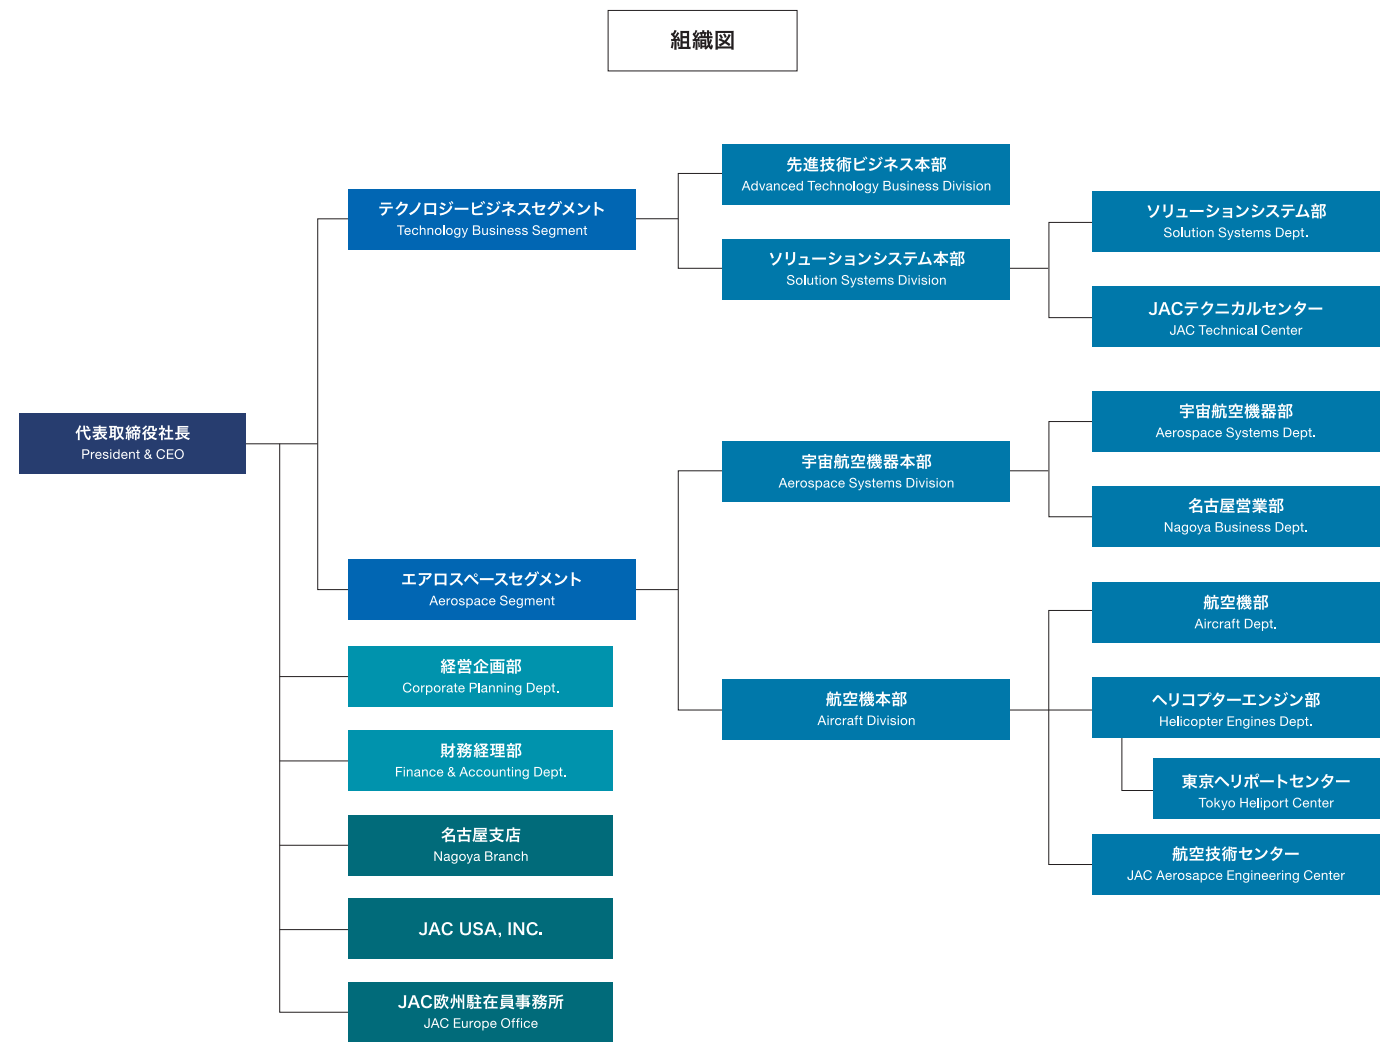 組織図
先進技術ビジネス本部
Advanced Technology Business Division
テクノロジービジネスセグメント
Technology Business Segment
ソリューションシステム部
Solution Systems Dept.
ソリューションシステム本部
Solution Systems Division
JACテクニカルセンター
JAC Technical Center
代表取締役社長
President & CEO
宇宙航空機器部
Aerospace Systems Dept.
宇宙航空機器本部
Aerospace Systems Division
名古屋営業部
Nagoya Business Dept.
エアロスペースセグメント
Aerospace Segment
航空機部
Aircraft Dept.
経営企画部
Corporate Planning Dept.
航空機本部
Aircraft Division
ヘリコプターエンジン部
Helicopter Engines Dept.
財務経理部
Finance & Accounting Dept.
東京ヘリポートセンター
Tokyo Heliport Center
名古屋支店
Nagoya Branch
航空技術センター
JAC Aerosapce Engineering Center
JAC USA, INC.
JAC欧州駐在員事務所
JAC Europe Office